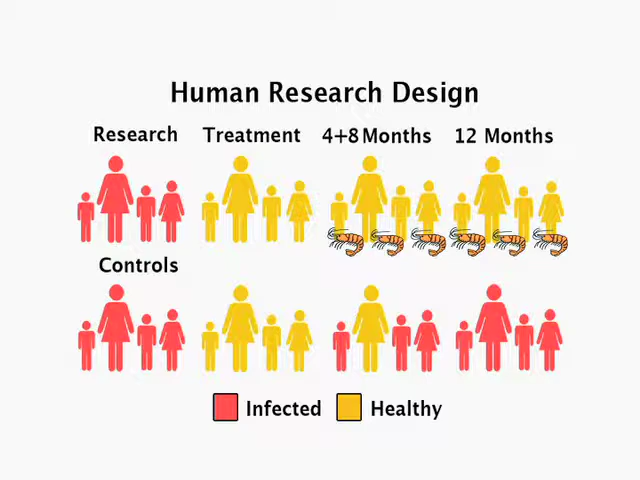 Human Research Design
Research Treatment 4+8 Months 12 Months
Controls
Infected Healthy